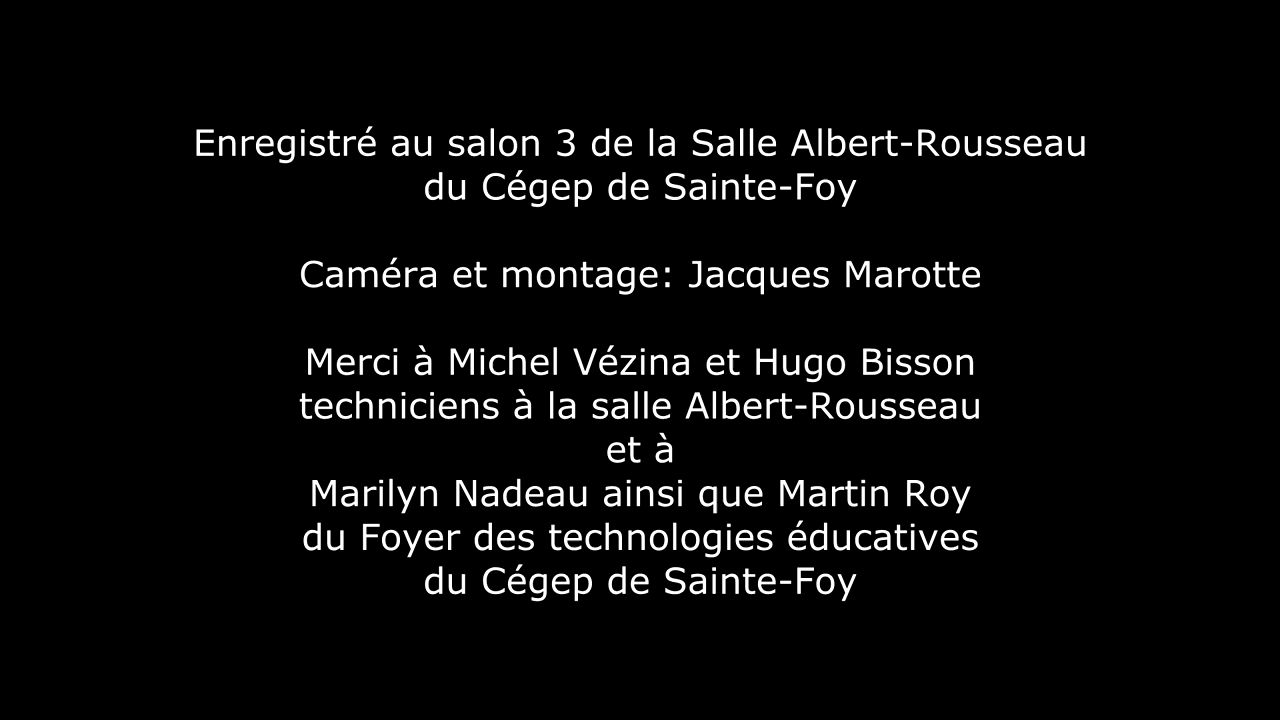 Enregistré au salon 3 de la Salle Albert-Rousseau
du Cégep de Sainte-Foy
Caméra et montage: Jacques Marotte
Merci à Michel Vézina et Hugo Bisson
techniciens à la salle Albert-Rousseau
et à
Marilyn Nadeau ainsi que Martin Roy
du Foyer des technologies éducatives
du Cégep de Sainte-Foy